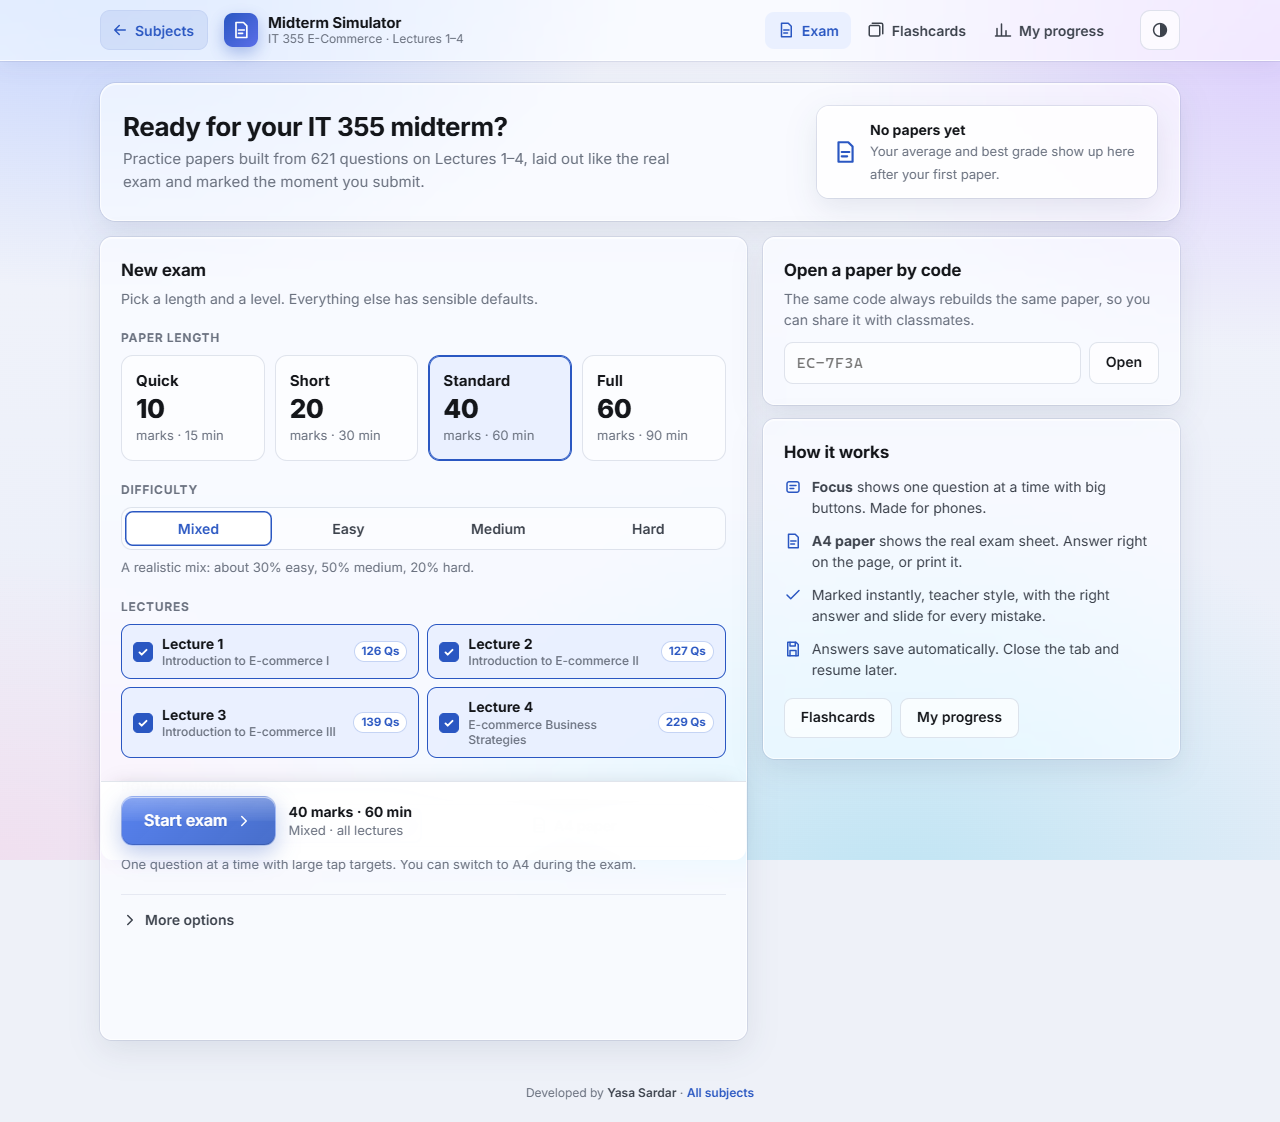 Subjects
Midterm Simulator
IT 355 E-Commerce · Lectures 1–4
Exam
Flashcards
My progress
Ready for your IT 355 midterm?
Practice papers built from 621 questions on Lectures 1–4, laid out like the real
exam and marked the moment you submit.
No papers yet
Your average and best grade show up here
after your first paper.
New exam
Pick a length and a level. Everything else has sensible defaults.
PAPER LENGTH
Quick
10
marks · 15 min
Short
20
marks · 30 min
Standard
40
marks · 60 min
Full
60
marks · 90 min
DIFFICULTY
Mixed
Easy
Medium
Hard
A realistic mix: about 30% easy, 50% medium, 20% hard.
LECTURES
Lecture 1
Introduction to E-commerce I
126 Qs
Lecture 2
Introduction to E-commerce II
127 Qs
Lecture 3
Introduction to E-commerce III
139 Qs
Lecture 4
E-commerce Business
Strategies
229 Qs
Start exam
40 marks · 60 min
Mixed · all lectures
One question at a time with large tap targets. You can switch to A4 during the exam.
More options
Open a paper by code
The same code always rebuilds the same paper, so you
can share it with classmates.
EC-7F3A
Open
How it works
Focus shows one question at a time with big
buttons. Made for phones.
A4 paper shows the real exam sheet. Answer right
on the page, or print it.
Marked instantly, teacher style, with the right
answer and slide for every mistake.
Answers save automatically. Close the tab and
resume later.
Flashcards
My progress
Developed by Yasa Sardar · All subjects